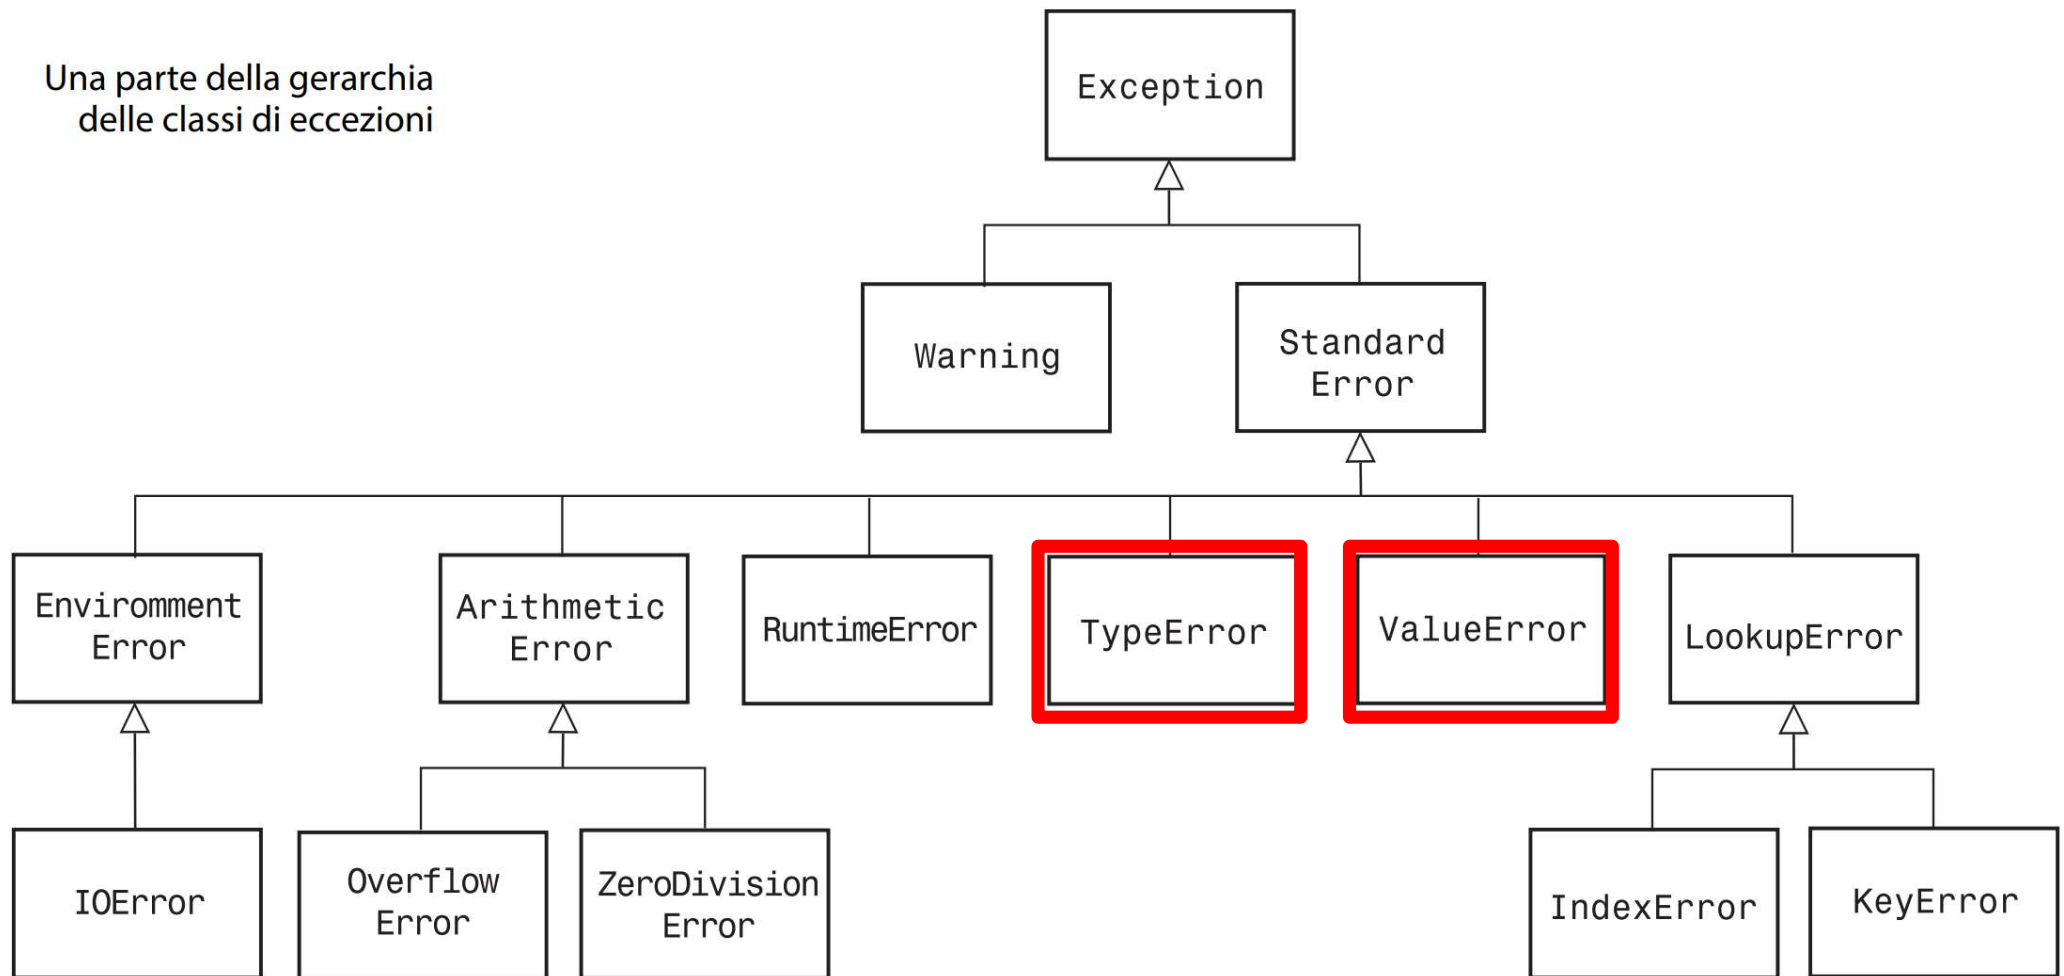 Una parte della gerarchia
delle classi di eccezioni
Exception
Warning
Standard
Error
Enviromment
Error
Arithmetic
Error
RuntimeError
TypeError
ValueError
LookupError
IOError
Overflow
Error
ZeroDivision
Error
IndexError
KeyError